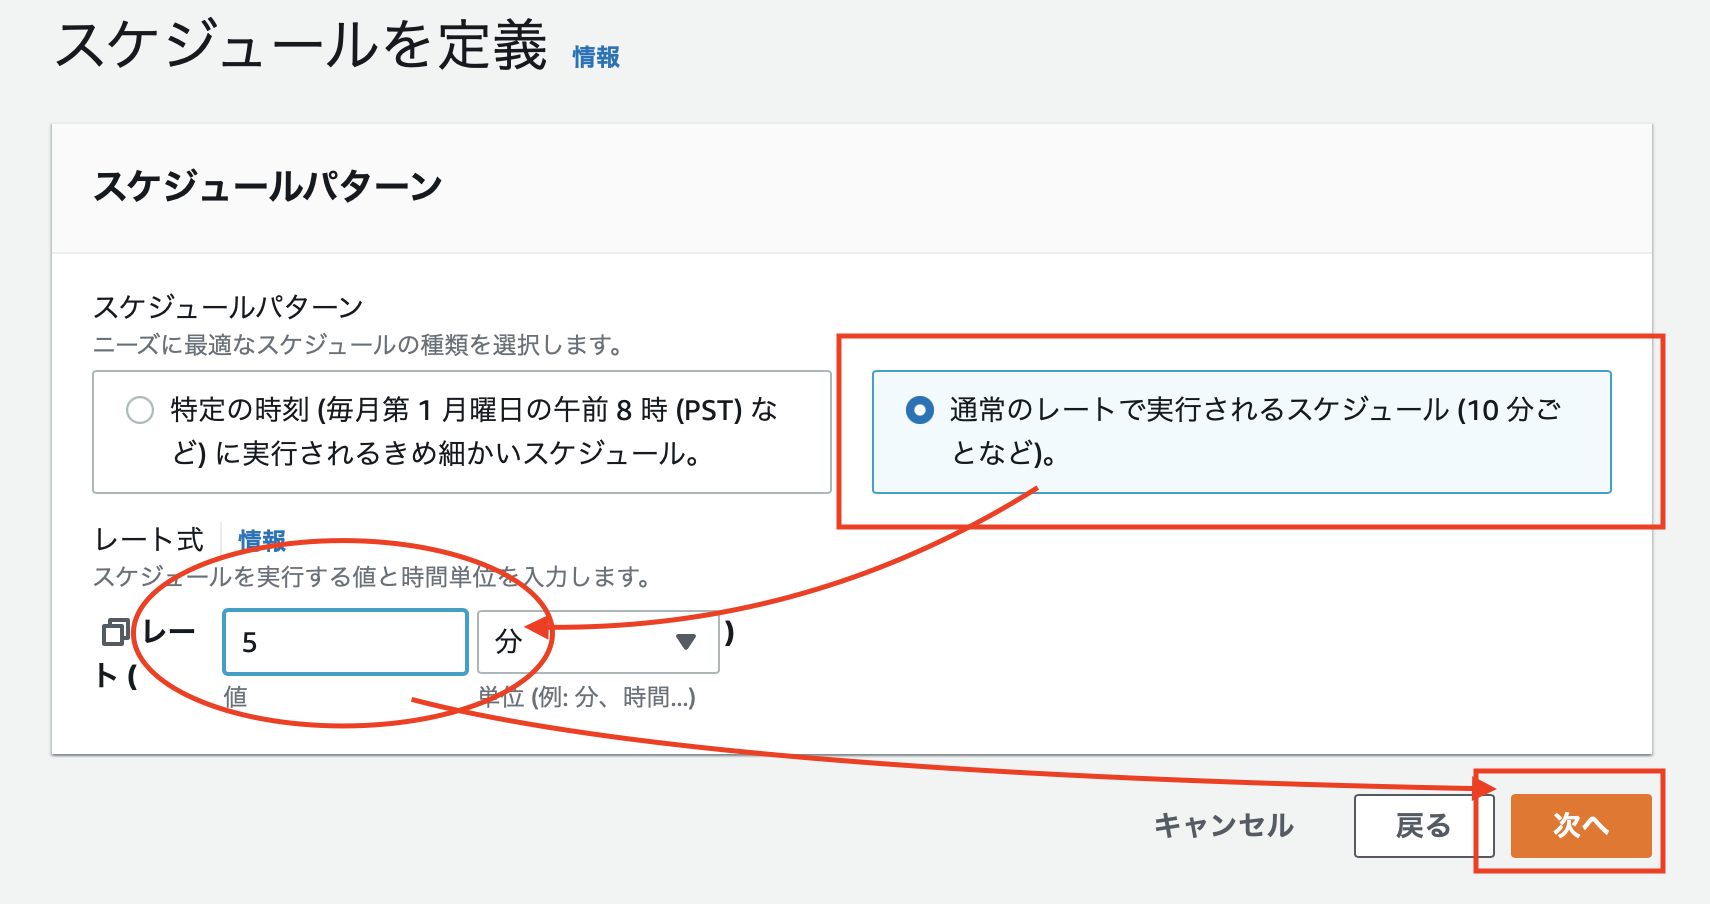 スケジュールを定義 情報
スケジュールパターン
スケジュールパターン
ニーズに最適なスケジュールの種類を選択します。
特定の時刻 (毎月第 1 月曜日の午前 8 時 (PST) な
ど) に実行されるきめ細かいスケジュール。
通常のレートで実行されるスケジュール (10 分ご
となど)。
レート式 情報
スケジュールを実行する値と時間単位を入力します。
レー
ト (
5
分
)
値
単位 (例: 分、時間...)
キャンセル
戻る
次へ